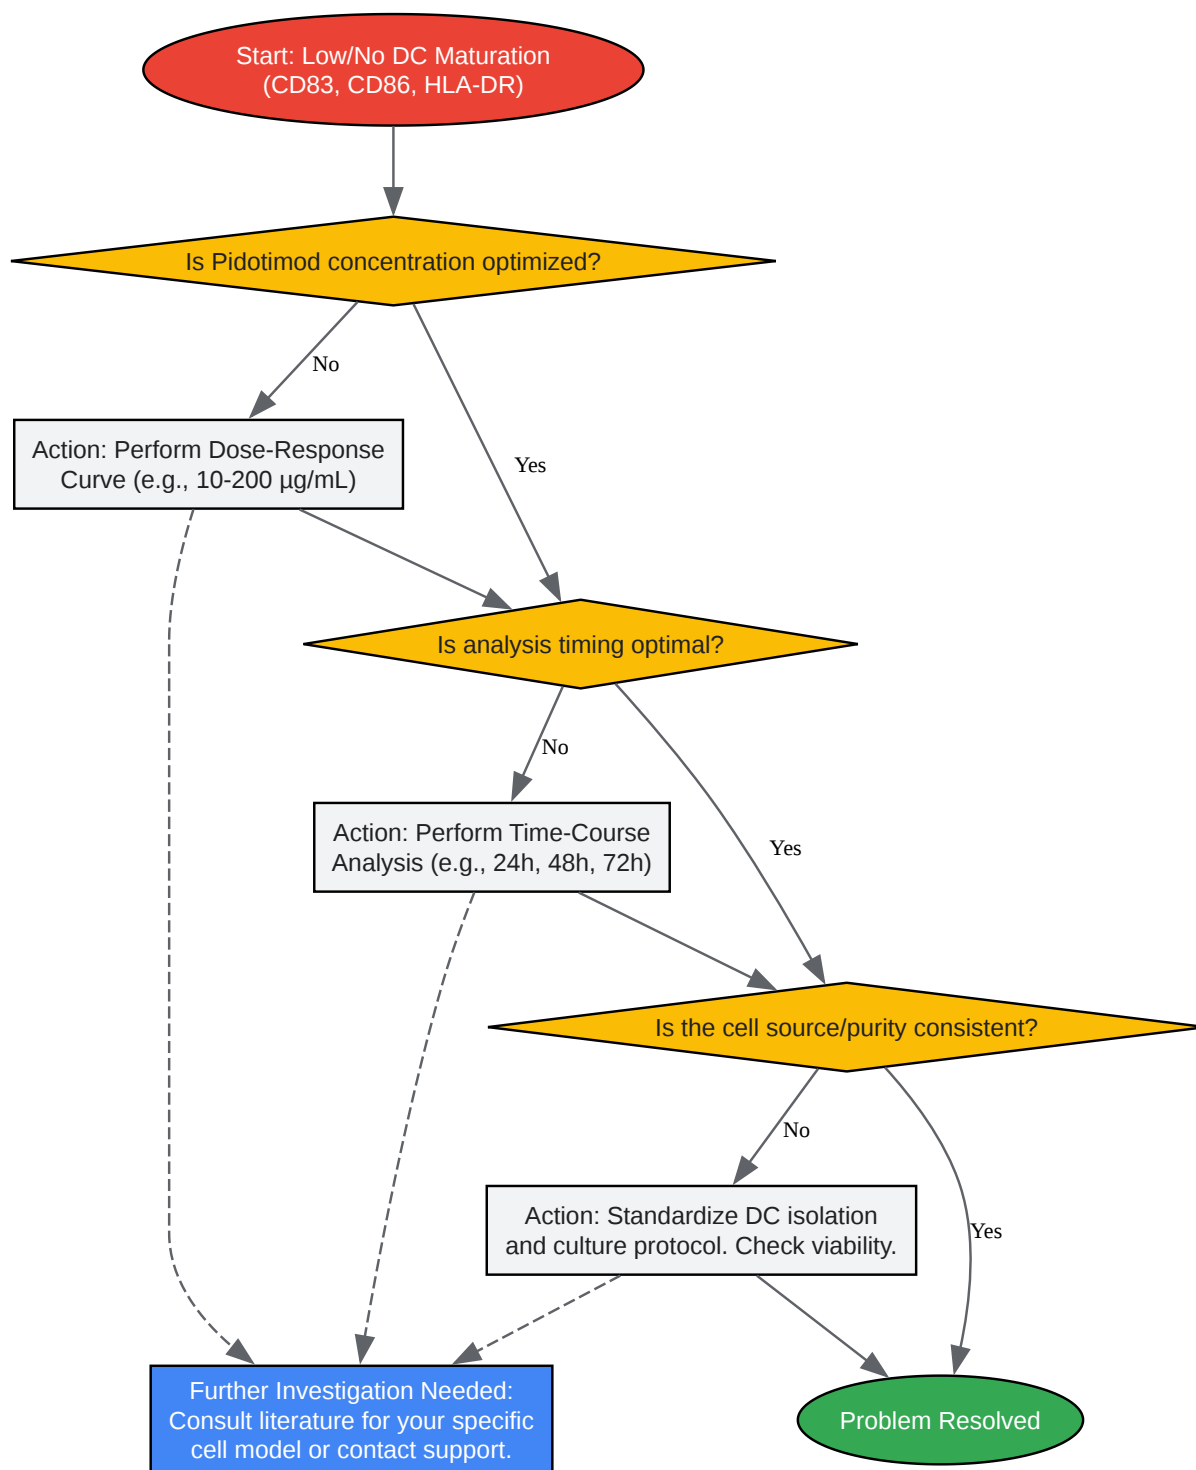 Start: Low/No DC Maturation
(CD83, CD86, HLA-DR)
Is Pidotimod concentration optimized?
No
Yes
Action: Perform Dose-Response
Curve (e.g., 10-200 µg/mL)
Is analysis timing optimal?
No
Yes
Action: Perform Time-Course
Analysis (e.g., 24h, 48h, 72h)
Is the cell source/purity consistent?
No
Yes
Action: Standardize DC isolation
and culture protocol. Check viability.
Further Investigation Needed:
Consult literature for your specific
cell model or contact support.
Problem Resolved